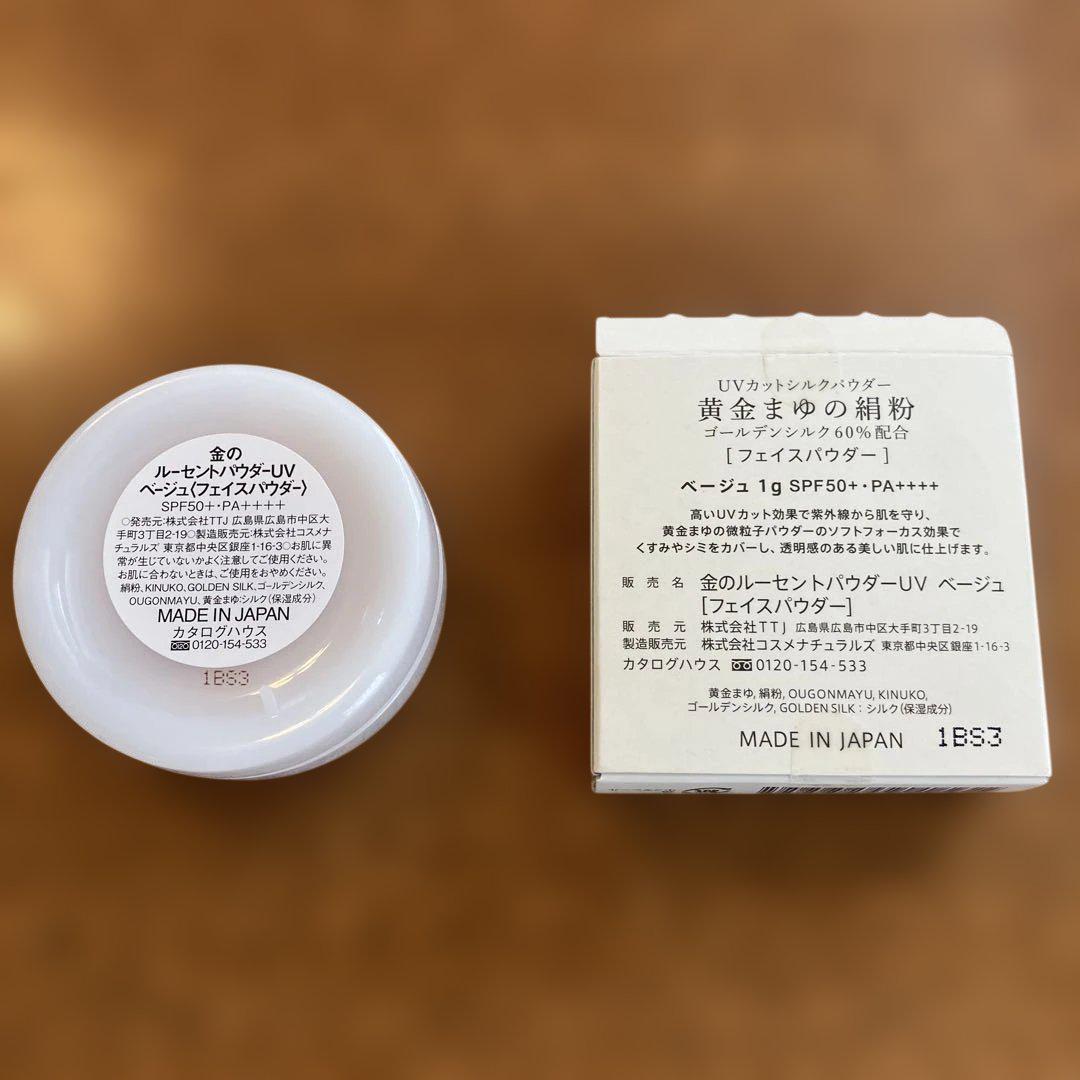 金の
ルーセントパウダーUV
ベージュ〈フェイスパウダー〉
SPF50+・PA++++
○発売元:株式会社TTJ 広島県広島市中区大
手町3丁目2-19○製造販売元:株式会社コスメナ
チュラルズ 東京都中央区銀座1-16-3○お肌に異
常が生じていないかよく注意してご使用ください。
お肌に合わないときは、ご使用をおやめください。
絹粉, KINUKO, GOLDEN SILK, ゴールデンシルク,
OUGONMAYU, 黄金まゆ:シルク(保湿成分)
MADE IN JAPAN
カタログハウス
0120-154-533
1BS3
UVカットシルクパウダー
黄金まゆの絹粉
ゴールデンシルク60%配合
[フェイスパウダー]
ベージュ 1g SPF50+・PA++++
高いUVカット効果で紫外線から肌を守り、
黄金まゆの微粒子パウダーのソフトフォーカス効果で
くすみやシミをカバーし、透明感のある美しい肌に仕上げます。
販売名 金のルーセントパウダーUV ベージュ
[フェイスパウダー]
販売元 株式会社TTJ 広島県広島市中区大手町3丁目2-19
製造販売元 株式会社コスメナチュラルズ 東京都中央区銀座1-16-3
カタログハウス 0120-154-533
黄金まゆ, 絹粉, OUGONMAYU, KINUKO,
ゴールデンシルク, GOLDEN SILK:シルク(保湿成分)
MADE IN JAPAN 1BS3